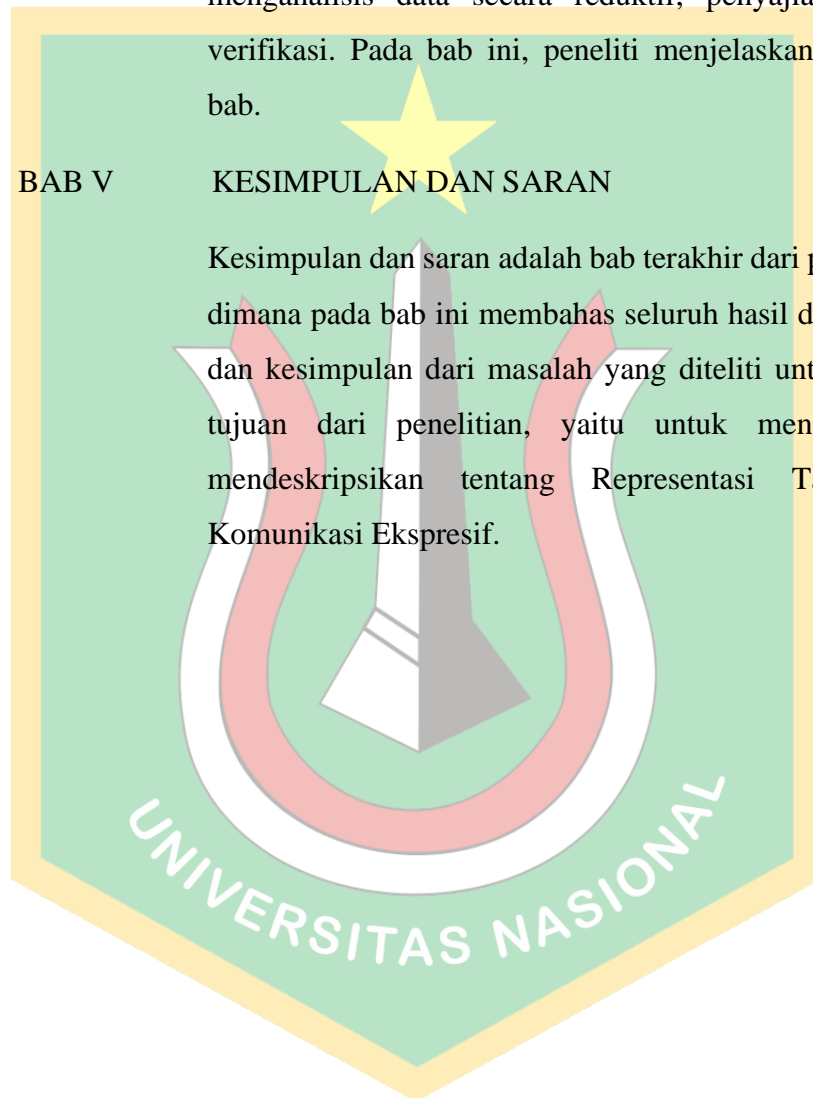 menganalisis data secara reduktif, penyajia
verifikasi. Pada bab ini, peneliti menjelaskan
bab.
BAB V KESIMPULAN DAN SARAN
Kesimpulan dan saran adalah bab terakhir dari
dimana pada bab ini membahas seluruh hasil
dan kesimpulan dari masalah yang diteliti
tujuan dari penelitian, yaitu untuk
mendeskripsikan tentang Representasi
Komunikasi Ekspresif.
UNIVERSITAS NASIONAL